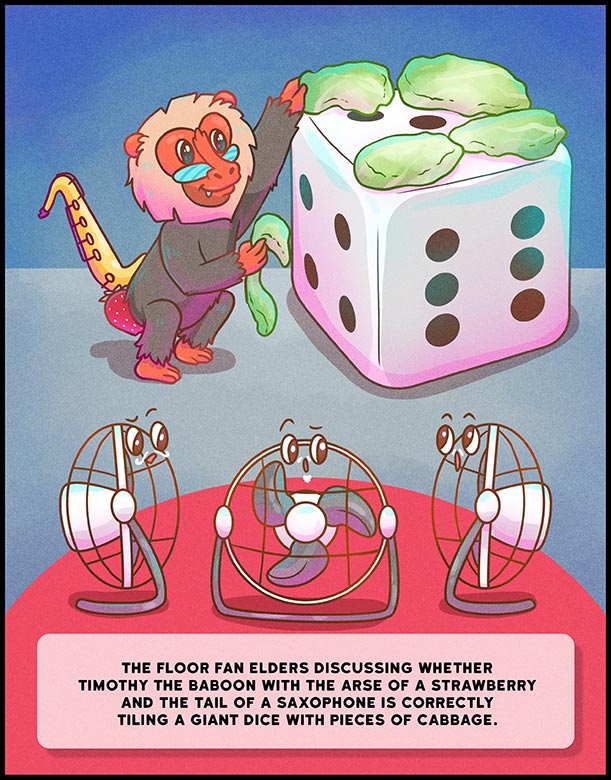 THE FLOOR FAN ELDERS DISCUSSING WHETHER
TIMOTHY THE BABOON WITH THE ARSE OF A STRAWBERRY
AND THE TAIL OF A SAXOPHONE IS CORRECTLY
TILING A GIANT DICE WITH PIECES OF CABBAGE.